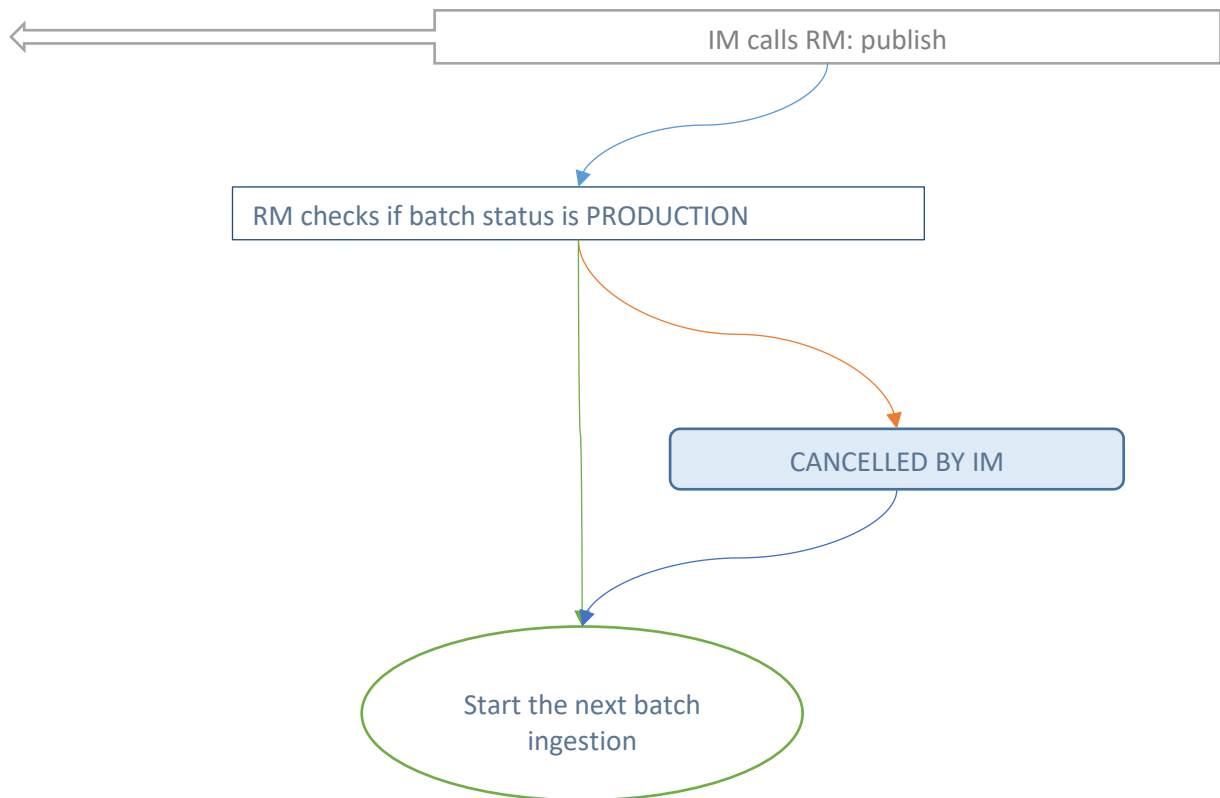 IM calls RM: publish
RM checks if batch status is PRODUCTION
CANCELLED BY IM
Start the next batch
ingestion